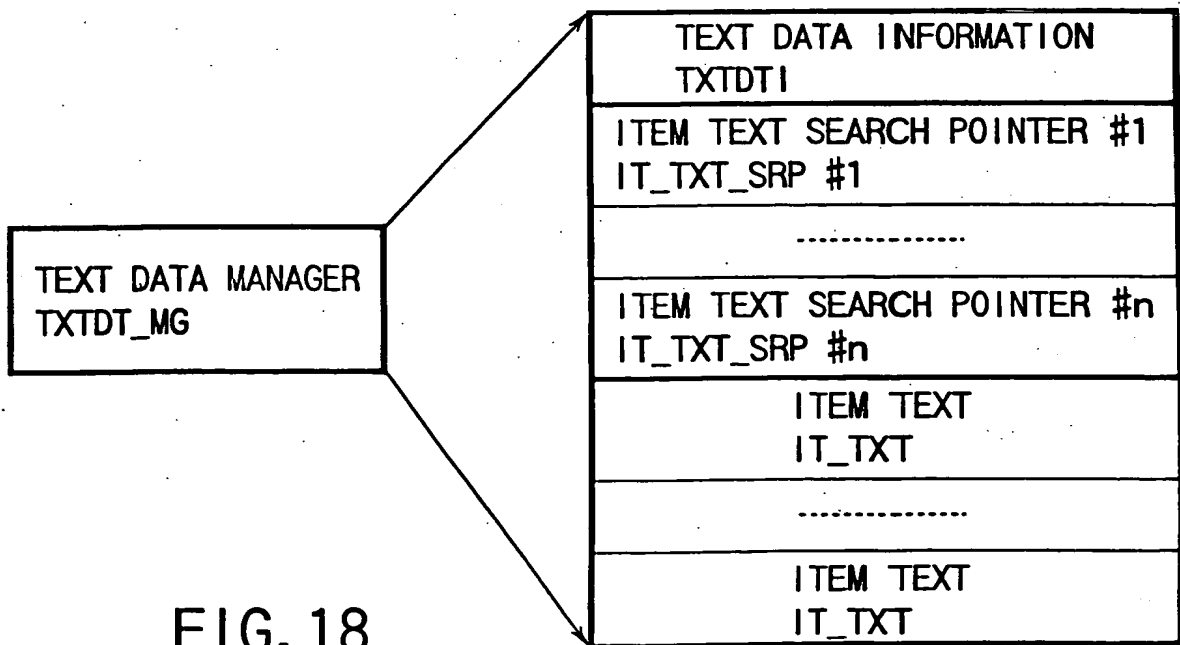 TEXT DATA MANAGER
TXTDT_MG
TEXT DATA INFORMATION
TXTDTI
ITEM TEXT SEARCH POINTER #1
IT_TXT_SRP #1
----------------
ITEM TEXT SEARCH POINTER #n
IT_TXT_SRP #n
ITEM TEXT
IT_TXT
----------------
ITEM TEXT
IT_TXT
FIG. 18